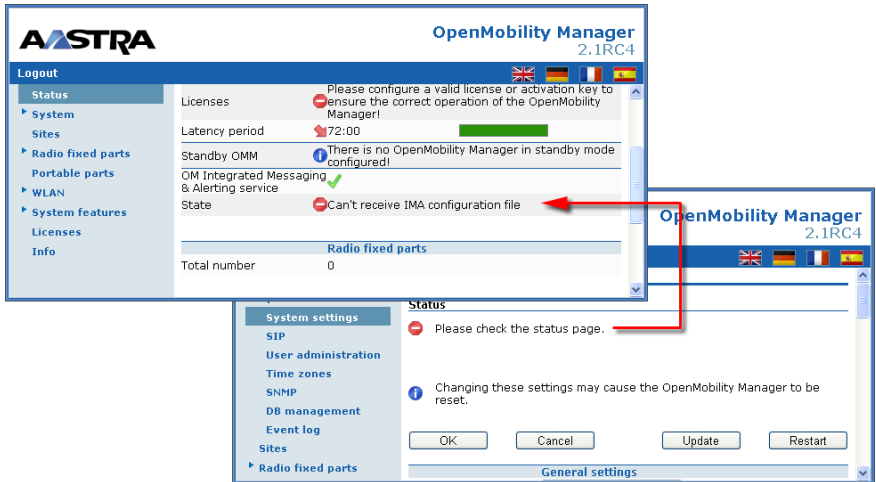 AASTRA
OpenMobility Manager
2.1RC4
Logout
Status
System
Sites
Radio fixed parts
Portable parts
WLAN
System features
Licenses
Info
Licenses
Please configure a valid license or activation key to
ensure the correct operation of the OpenMobility
Manager!
Latency period
72:00
Standby OMM
There is no OpenMobility Manager in standby mode
configured!
OM Integrated Messaging
& Alerting service
State
Can't receive IMA configuration file
Radio fixed parts
Total number
0
OpenMobility Manager
2.1RC4
System settings
SIP
User administration
Time zones
SNMP
DB management
Event log
Sites
Radio fixed parts
Status
Please check the status page.
Changing these settings may cause the OpenMobility Manager to be
reset.
OK
Cancel
Update
Restart
General settings